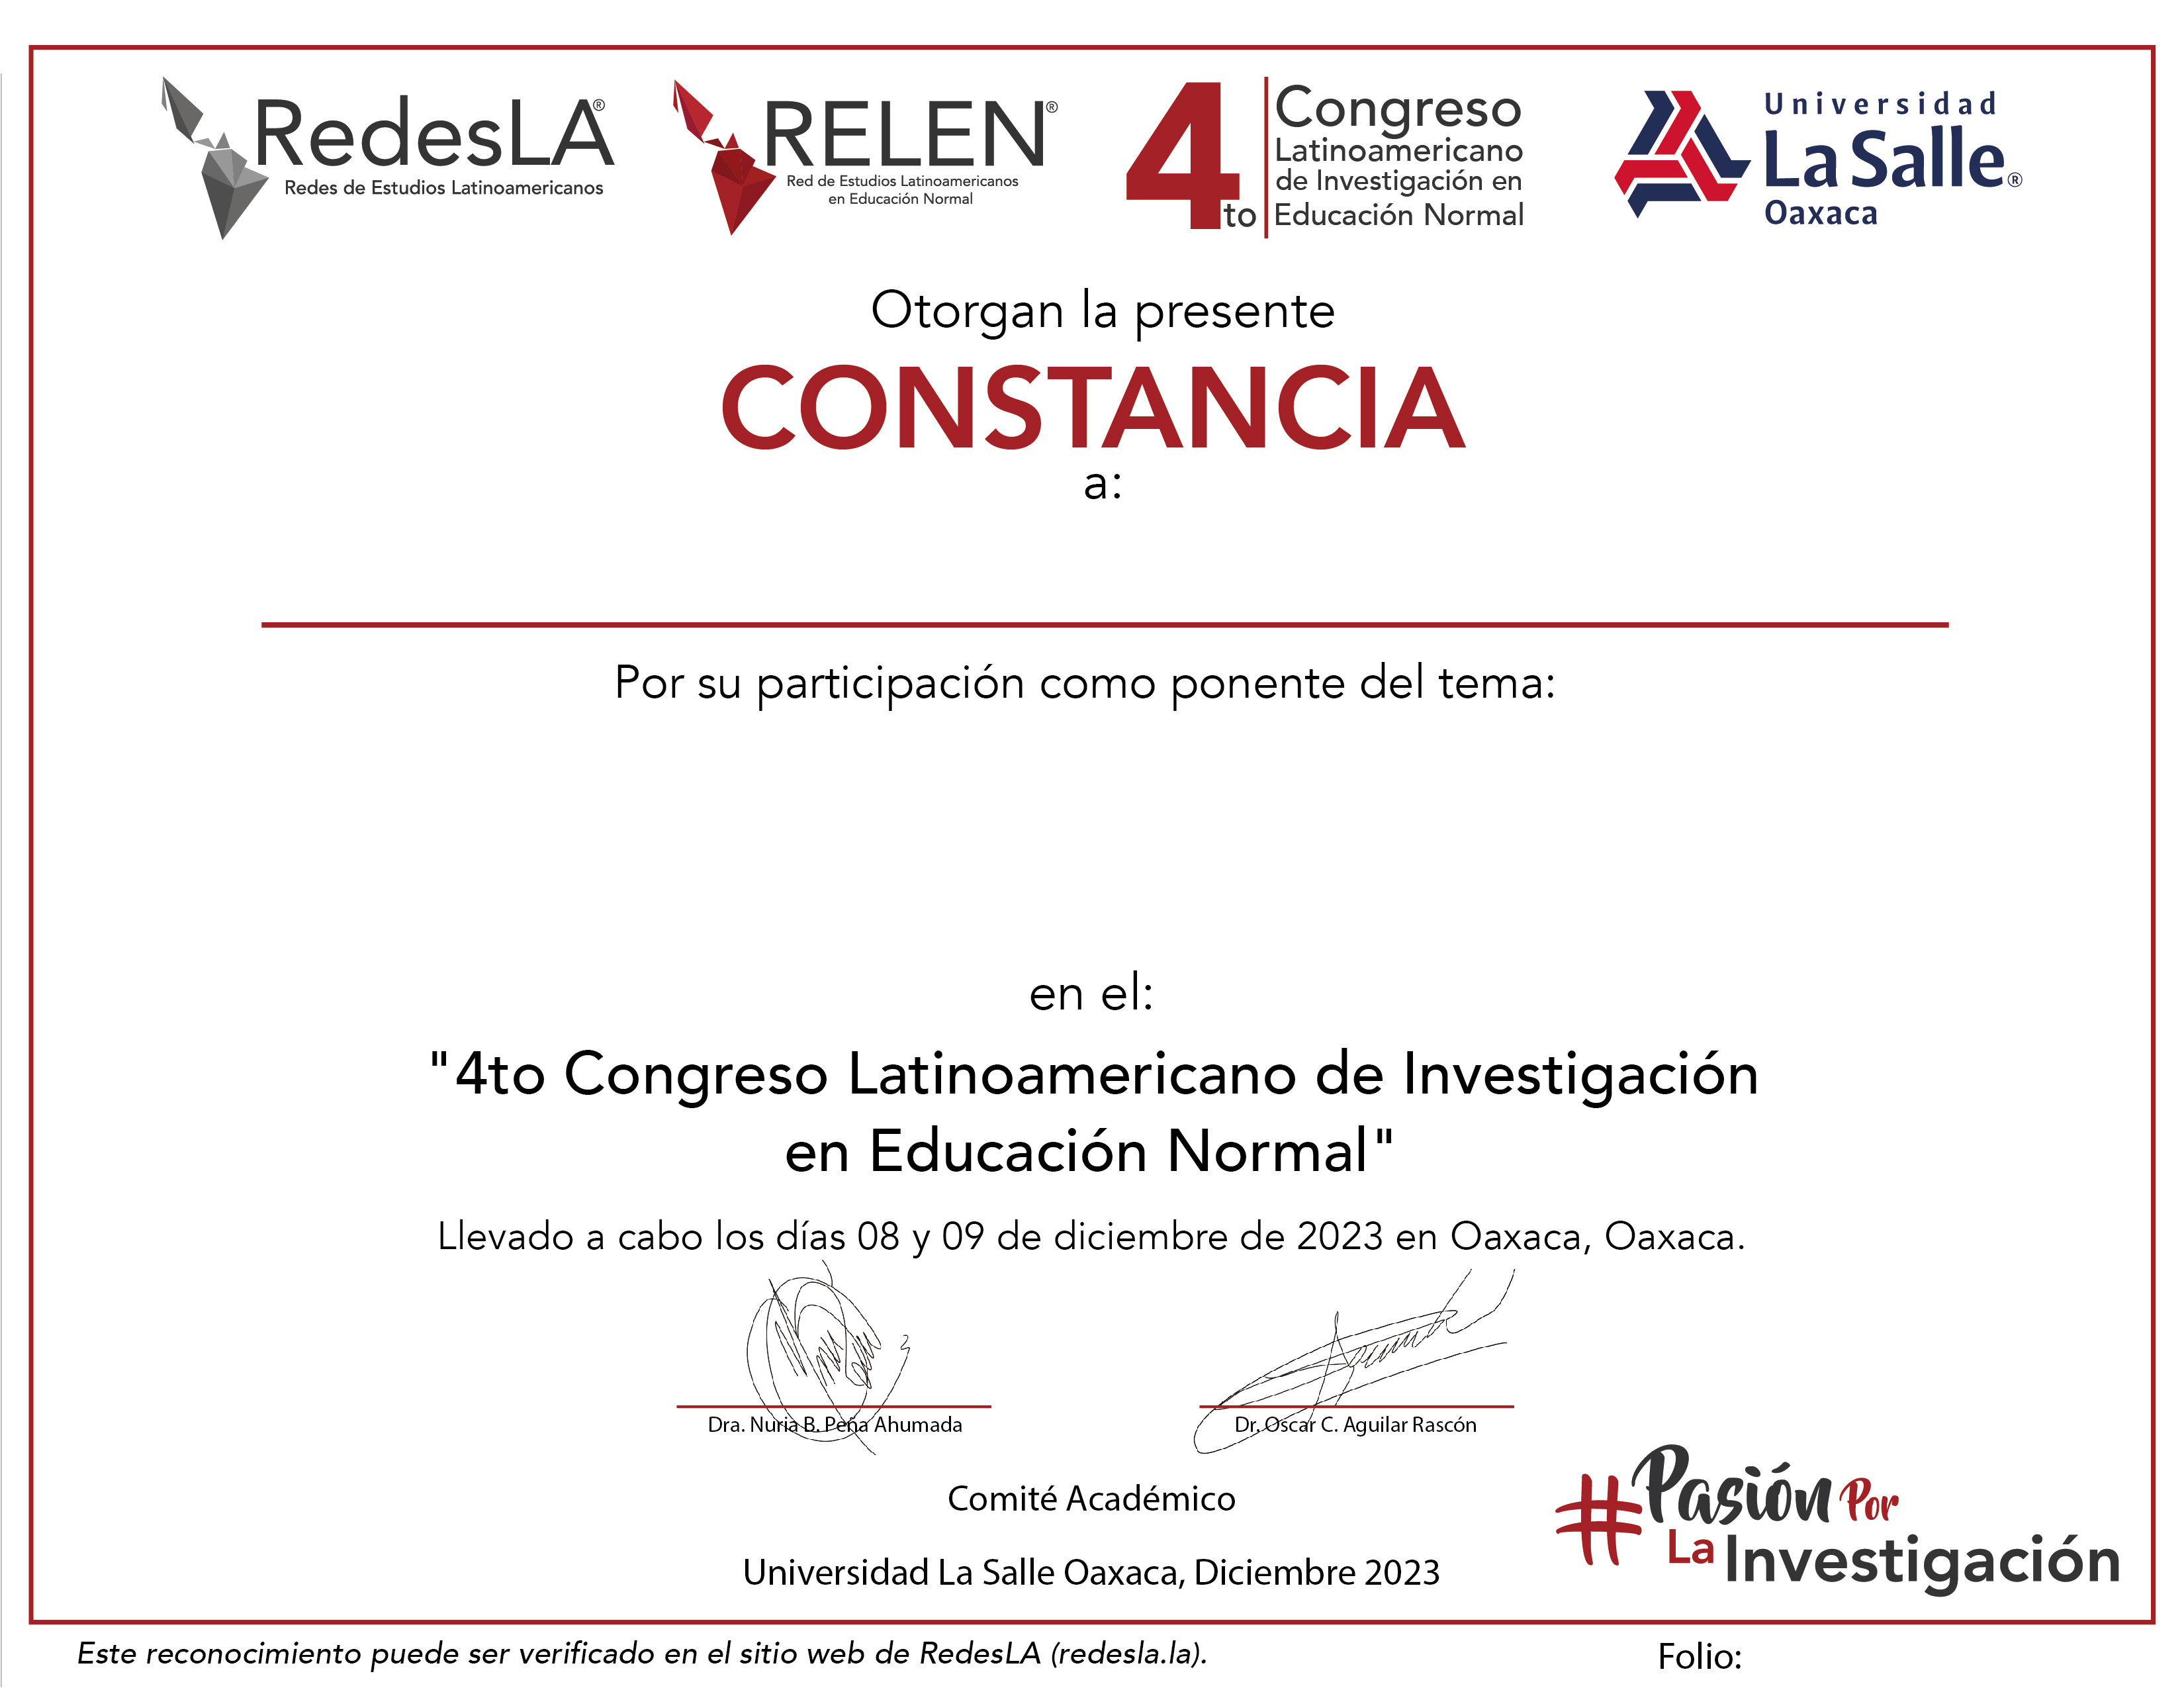 RedesLA®
Redes de Estudios Latinoamericanos
RELEN®
Red de Estudios Latinoamericanos
en Educación Normal
4to
Congreso
Latinoamericano
de Investigación en
Educación Normal
Universidad
La Salle®
Oaxaca
Otorgan la presente
CONSTANCIA
a:
Por su participación como ponente del tema:
en el:
"4to Congreso Latinoamericano de Investigación
en Educación Normal"
Llevado a cabo los días 08 y 09 de diciembre de 2023 en Oaxaca, Oaxaca.
Dra. Nuria B. Peña Ahumada
Dr. Oscar C. Aguilar Rascón
Comité Académico
Universidad La Salle Oaxaca, Diciembre 2023
#Pasión Por
La Investigación
Este reconocimiento puede ser verificado en el sitio web de RedesLA (redesla.la).
Folio: